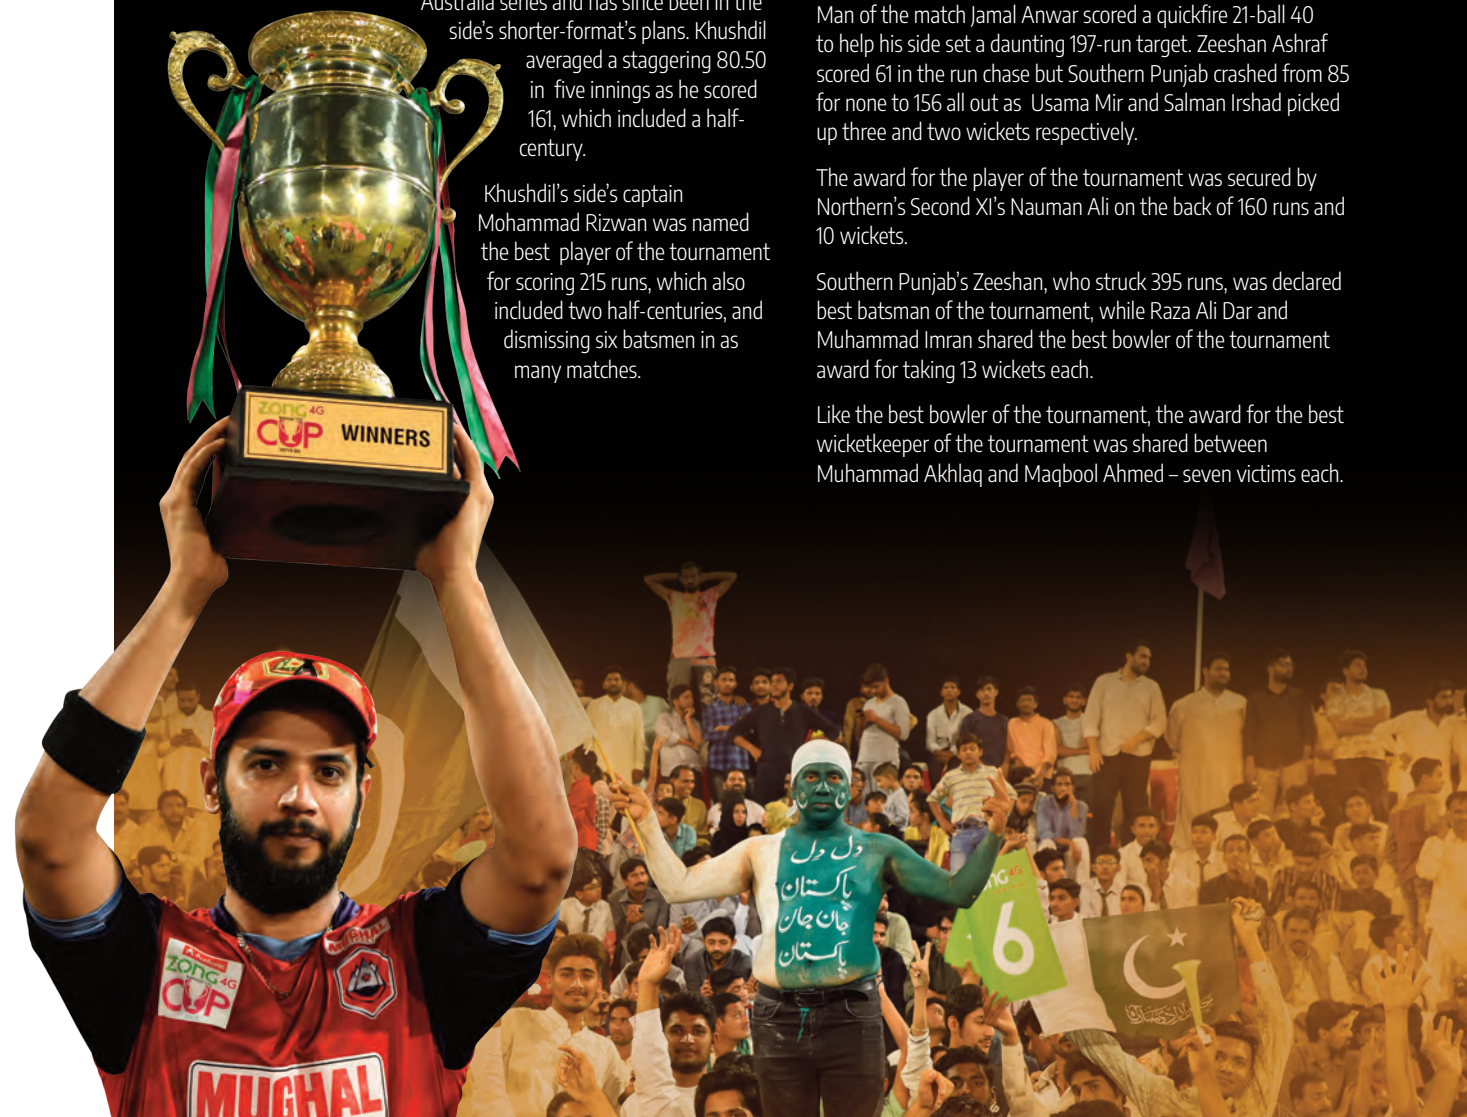 Australia series and has since been in the
side's shorter-format's plans. Khushdil
averaged a staggering 80.50
in five innings as he scored
161, which included a half-
century.
Khushdil's side's captain
Mohammad Rizwan was named
the best player of the tournament
for scoring 215 runs, which also
included two half-centuries, and
dismissing six batsmen in as
many matches.
Man of the match Jamal Anwar scored a quickfire 21-ball 40
to help his side set a daunting 197-run target. Zeeshan Ashraf
scored 61 in the run chase but Southern Punjab crashed from 85
for none to 156 all out as Usama Mir and Salman Irshad picked
up three and two wickets respectively.
The award for the player of the tournament was secured by
Northern's Second XI's Nauman Ali on the back of 160 runs and
10 wickets.
Southern Punjab's Zeeshan, who struck 395 runs, was declared
best batsman of the tournament, while Raza Ali Dar and
Muhammad Imran shared the best bowler of the tournament
award for taking 13 wickets each.
Like the best bowler of the tournament, the award for the best
wicketkeeper of the tournament was shared between
Muhammad Akhlaq and Maqbool Ahmed – seven victims each.
zong 4G
CUP WINNERS
دل دل
پاکستان
جان جان
پاکستان
ng 4G
6
MUGHAL
zong 4G
CUP
MUGHAL